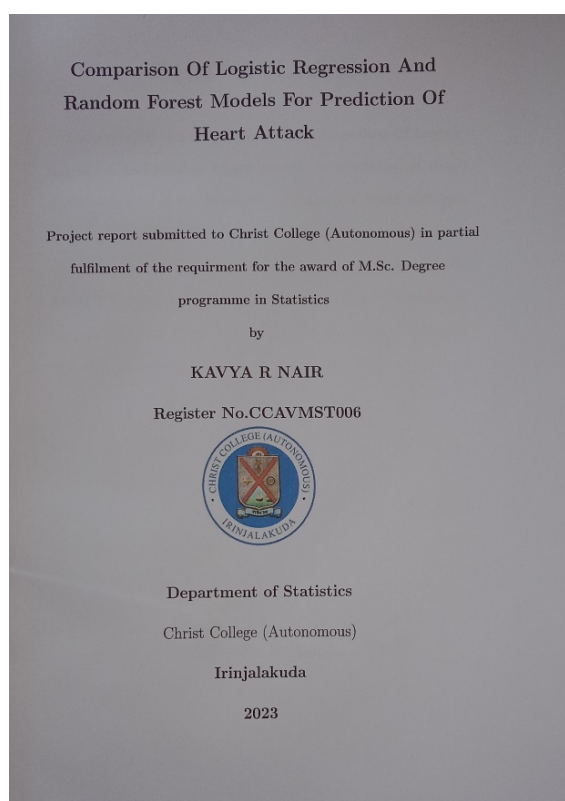 Comparison Of Logistic Regression And
Random Forest Models For Prediction Of
Heart Attack
Project report submitted to Christ College (Autonomous) in partial
fulfilment of the requirment for the award of M.Sc. Degree
programme in Statistics
by
KAVYA R NAIR
Register No.CCAVMST006
CHRIST COLLEGE (AUTONOMOUS)
IRINJALAKUDA
Department of Statistics
Christ College (Autonomous)
Irinjalakuda
2023